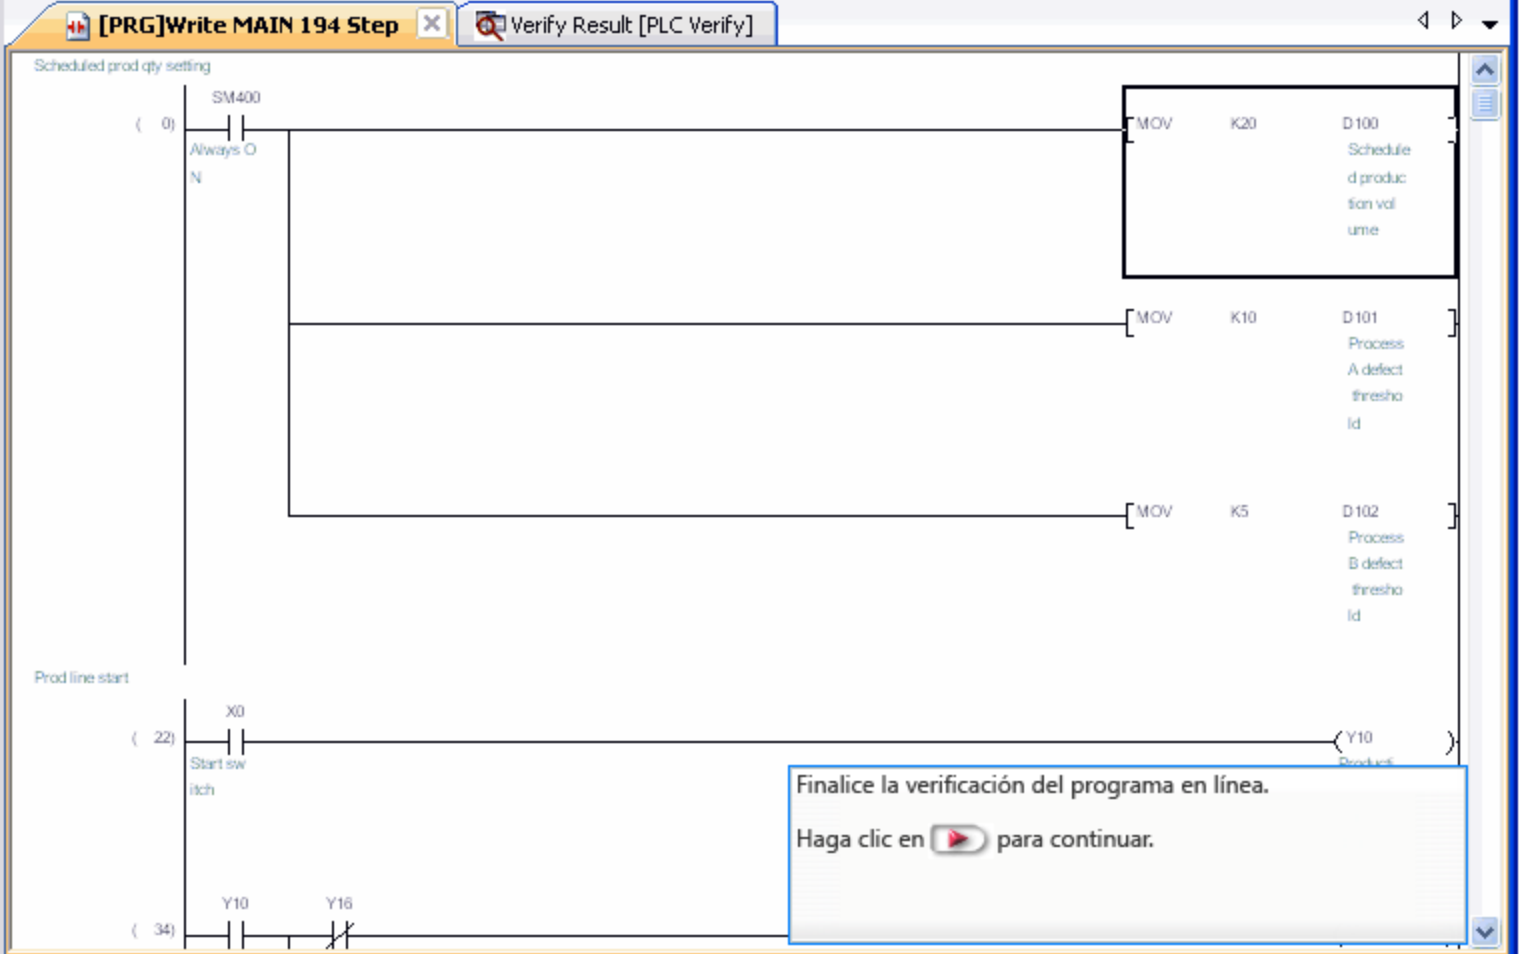 [PRG]Write MAIN 194 Step
Verify Result [PLC Verify]
Scheduled prod qty setting
SM400
( 0)
Always O
N
MOV K20 D100
Schedule
d produc
tion vol
ume
MOV K10 D101
Process
A defect
thresho
ld
MOV K5 D102
Process
B defect
thresho
ld
Prod line start
X0
( 22)
Start sw
itch
Y10
Producti
Finalice la verificación del programa en línea.
Haga clic en para continuar.
Y10 Y16
( 34)